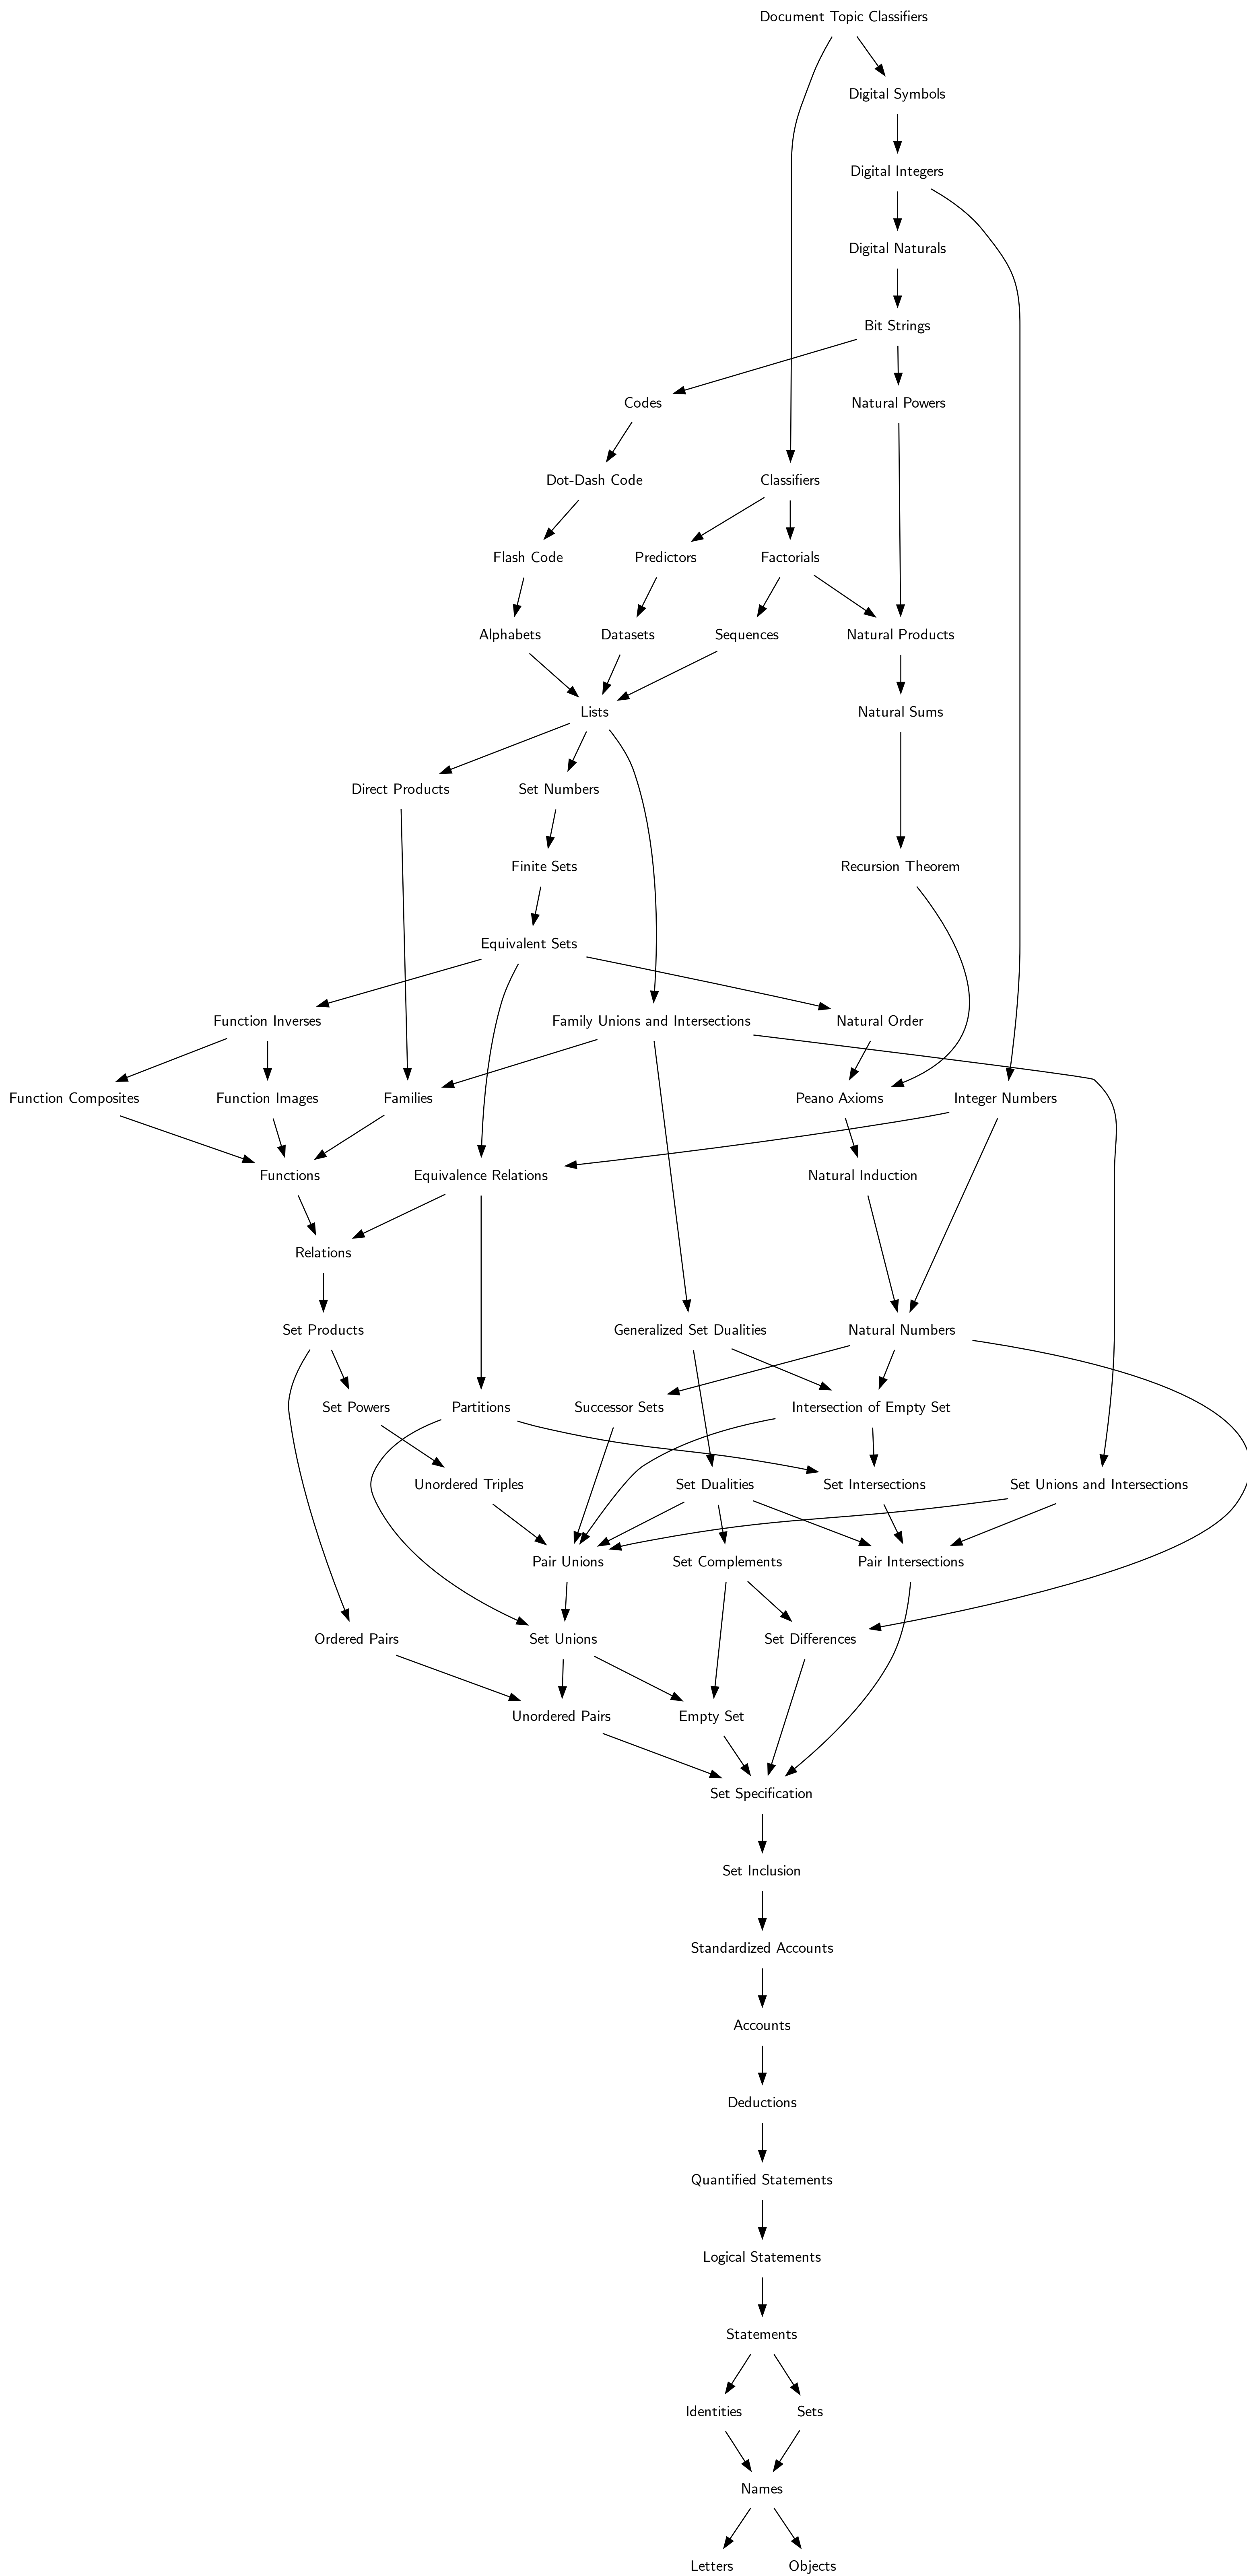 Document Topic Classifiers
Digital Symbols
Digital Integers
Digital Naturals
Bit Strings
Codes
Natural Powers
Dot-Dash Code
Classifiers
Flash Code
Predictors
Factorials
Alphabets
Datasets
Sequences
Natural Products
Lists
Natural Sums
Direct Products
Set Numbers
Finite Sets
Recursion Theorem
Equivalent Sets
Function Inverses
Family Unions and Intersections
Natural Order
Function Composites
Function Images
Families
Peano Axioms
Integer Numbers
Functions
Equivalence Relations
Natural Induction
Relations
Set Products
Generalized Set Dualities
Natural Numbers
Set Powers
Partitions
Successor Sets
Intersection of Empty Set
Unordered Triples
Set Dualities
Set Intersections
Set Unions and Intersections
Pair Unions
Set Complements
Pair Intersections
Ordered Pairs
Set Unions
Set Differences
Unordered Pairs
Empty Set
Set Specification
Set Inclusion
Standardized Accounts
Accounts
Deductions
Quantified Statements
Logical Statements
Statements
Identities
Sets
Names
Letters
Objects